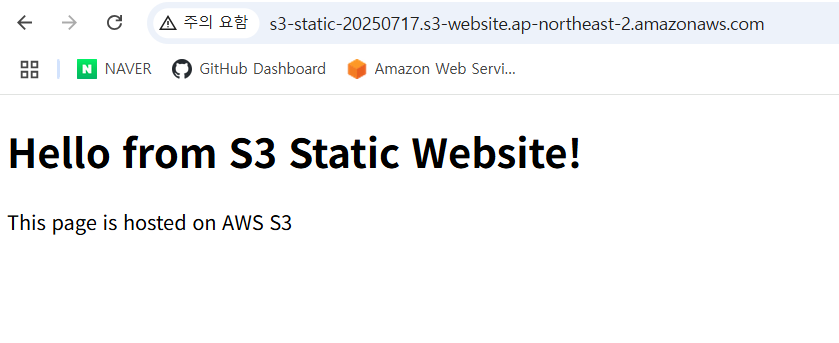 주의 요함 s3-static-20250717.s3-website.ap-northeast-2.amazonaws.com
N NAVER GitHub Dashboard Amazon Web Servi...
Hello from S3 Static Website!
This page is hosted on AWS S3